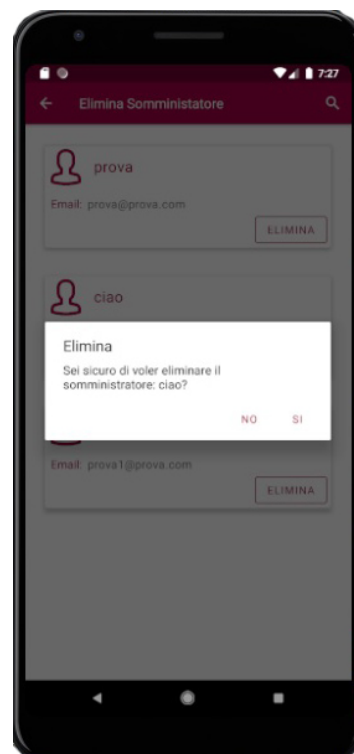 7:27
Elimina Somministatore
prova
Email: prova@prova.com
ELIMINA
ciao
Elimina
Sei sicuro di voler eliminare il
somministratore: ciao?
NO SI
Email: prova1@prova.com
ELIMINA